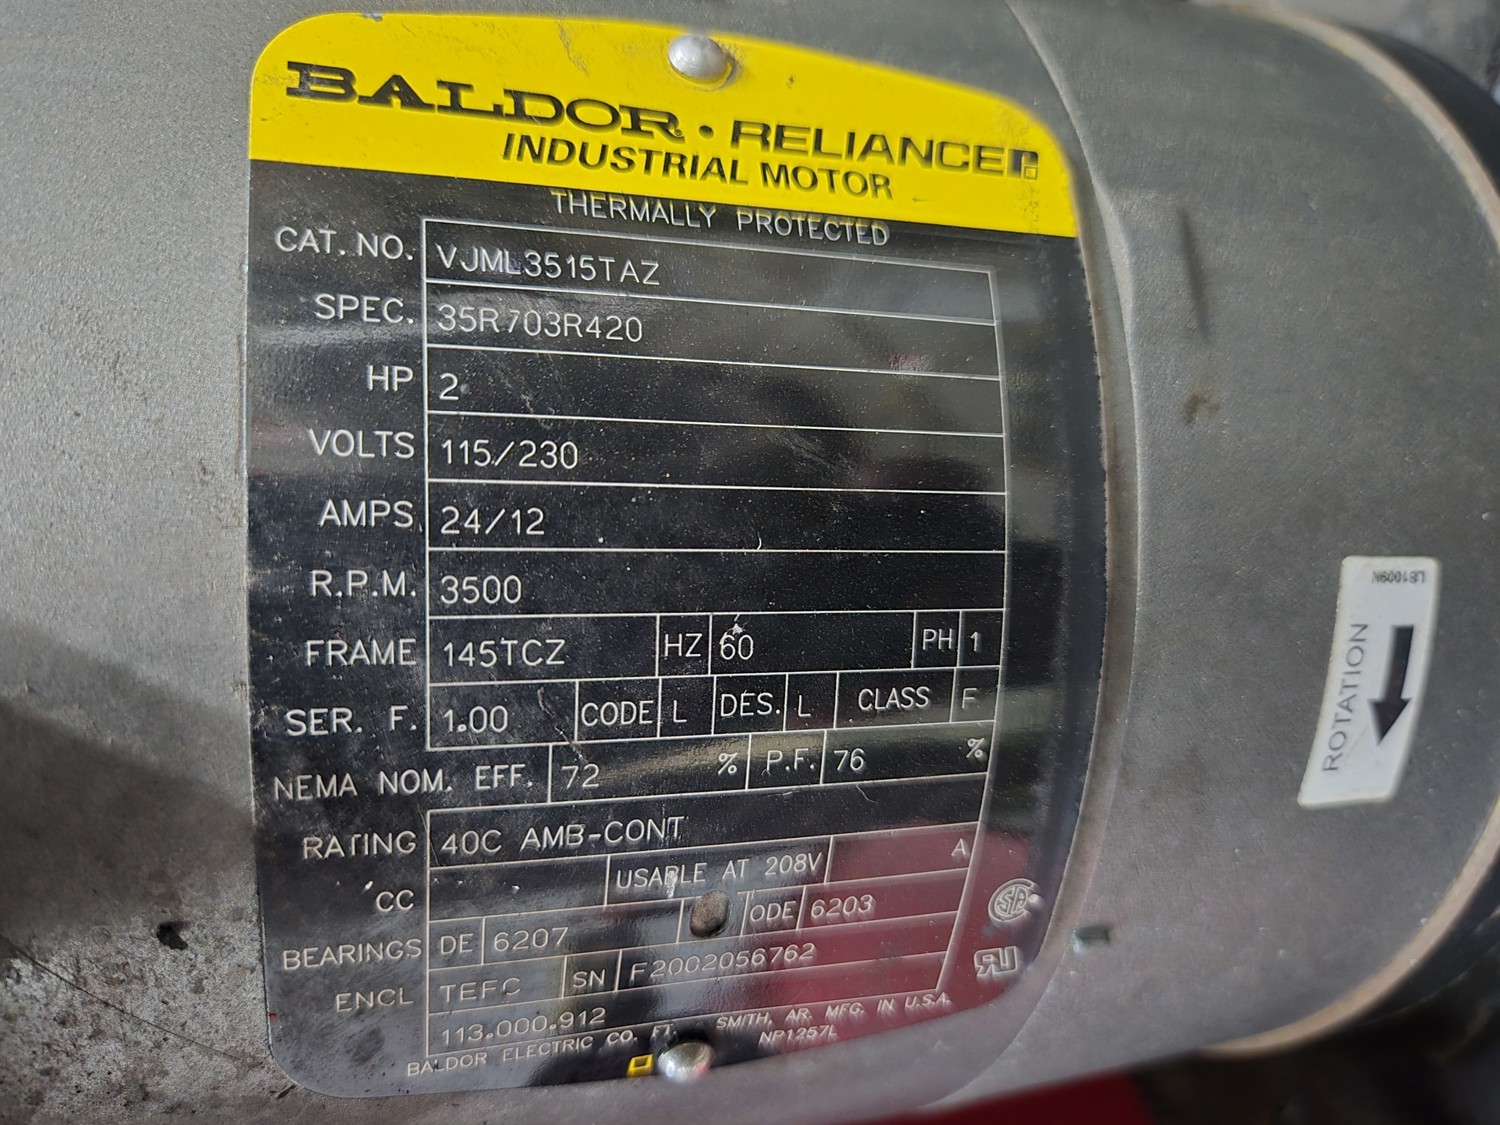 BALDOR · RELIANCER
INDUSTRIAL MOTOR
THERMALLY PROTECTED
CAT. NO. VJML3515TAZ
SPEC. 35R703R420
HP 2
VOLTS 115/230
AMPS 24/12
R.P.M. 3500
FRAME 145TCZ HZ 60 PH 1
SER. F. 1.00 CODE L DES. L CLASS F
NEMA NOM. EFF. 72 % P.F. 76 %
RATING 40C AMB-CONT
CC USABLE AT 208V A
BEARINGS DE 6207 ODE 6203
ENCL TEFC SN F2002056762
113.000.912
BALDOR ELECTRIC CO. FT. SMITH, AR. MFG. IN U.S.A.
NP1257L
LB1009N
ROTATION